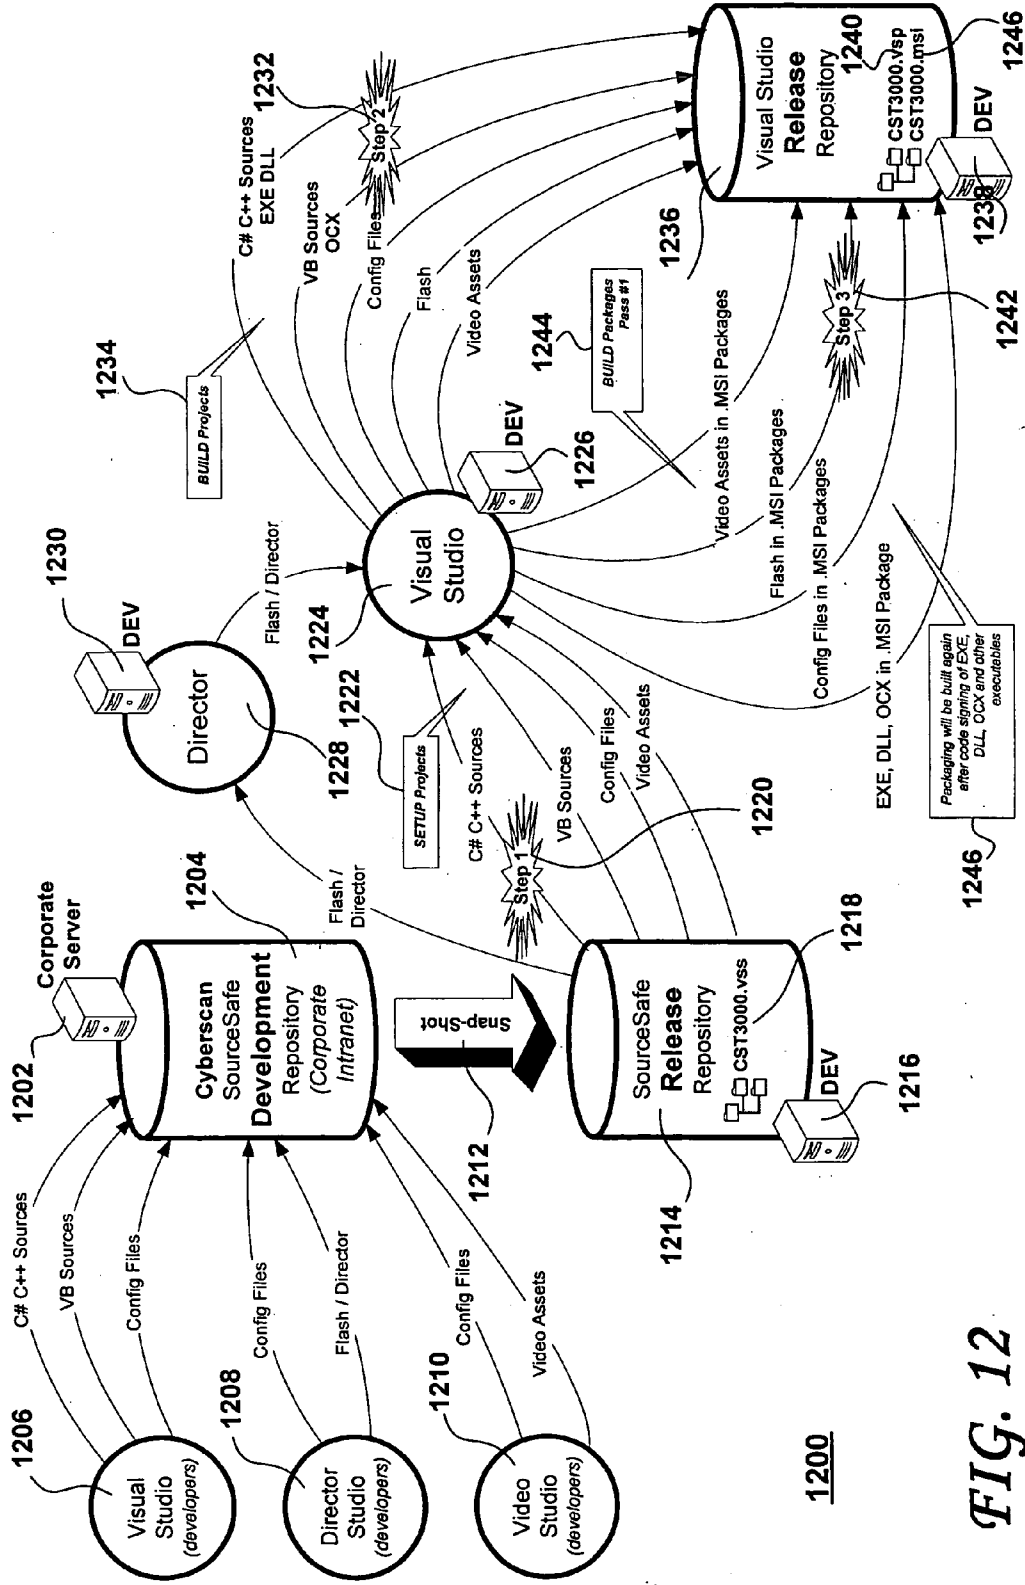 1206
Visual
Studio
(developers)
C# C++ Sources
VB Sources
Config Files
1208
Director
Studio
(developers)
Config Files
Flash / Director
1210
Video
Studio
(developers)
Config Files
Video Assets
1202
Corporate
Server
1204
Cyberscan
SourceSafe
Development
Repository
(Corporate
Intranet)
1212
Snap-Shot
1214
SourceSafe
Release
Repository
CST3000.vss
1218
DEV
1216
Flash /
Director
1228
Director
DEV
1230
Flash / Director
1222
SETUP Projects
C# C++ Sources
Step 1
1220
VB Sources
Config Files
Video Assets
1224
Visual
Studio
DEV
1226
1234
BUILD Projects
C# C++ Sources
EXE DLL
VB Sources
OCX
Config Files
Flash
Video Assets
Step 2
1232
1244
BUILD Packages
Pass #1
Video Assets in .MSI Packages
Flash in .MSI Packages
Config Files in .MSI Packages
EXE, DLL, OCX in .MSI Package
Step 3
1242
1246
Packaging will be built again
after code signing of EXE,
DLL, OCX and other
executables
1236
Visual Studio
Release
Repository
1240
CST3000.vsp
CST3000.msi
1246
DEV
1238
1200
FIG. 12